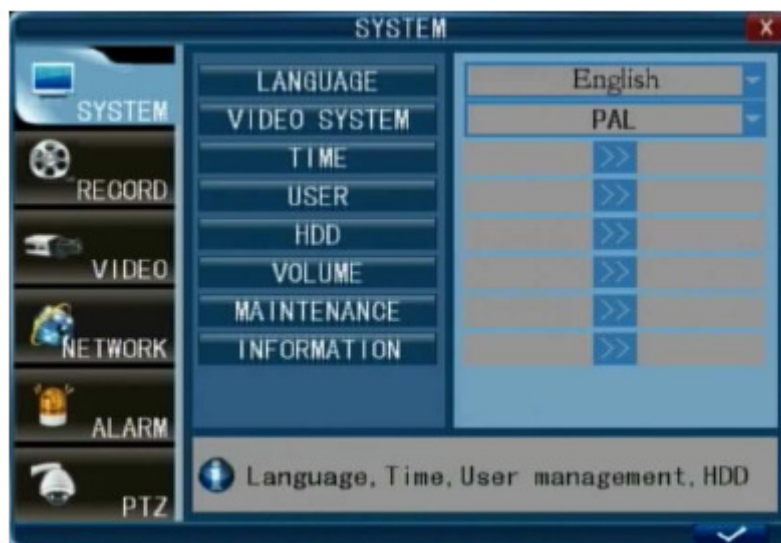 SYSTEM
X
SYSTEM
RECORD
VIDEO
NETWORK
ALARM
PTZ
LANGUAGE English
VIDEO SYSTEM PAL
TIME >>
USER >>
HDD >>
VOLUME >>
MAINTENANCE >>
INFORMATION >>
Language, Time, User management, HDD